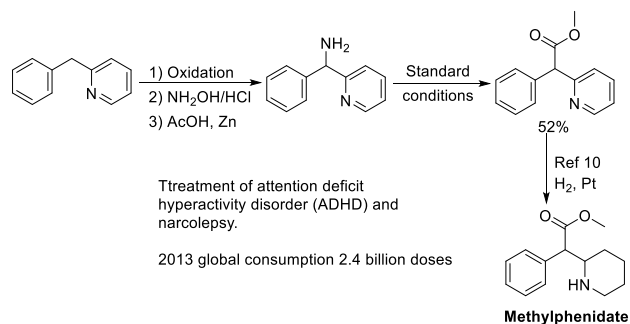 NH2
1) Oxidation
2) NH2OH/HCl
3) AcOH, Zn
N
N
Standard
conditions
O
O
N
52%
Ref 10
H2, Pt
Ttreatment of attention deficit
hyperactivity disorder (ADHD) and
narcolepsy.
2013 global consumption 2.4 billion doses
O
O
HN
Methylphenidate